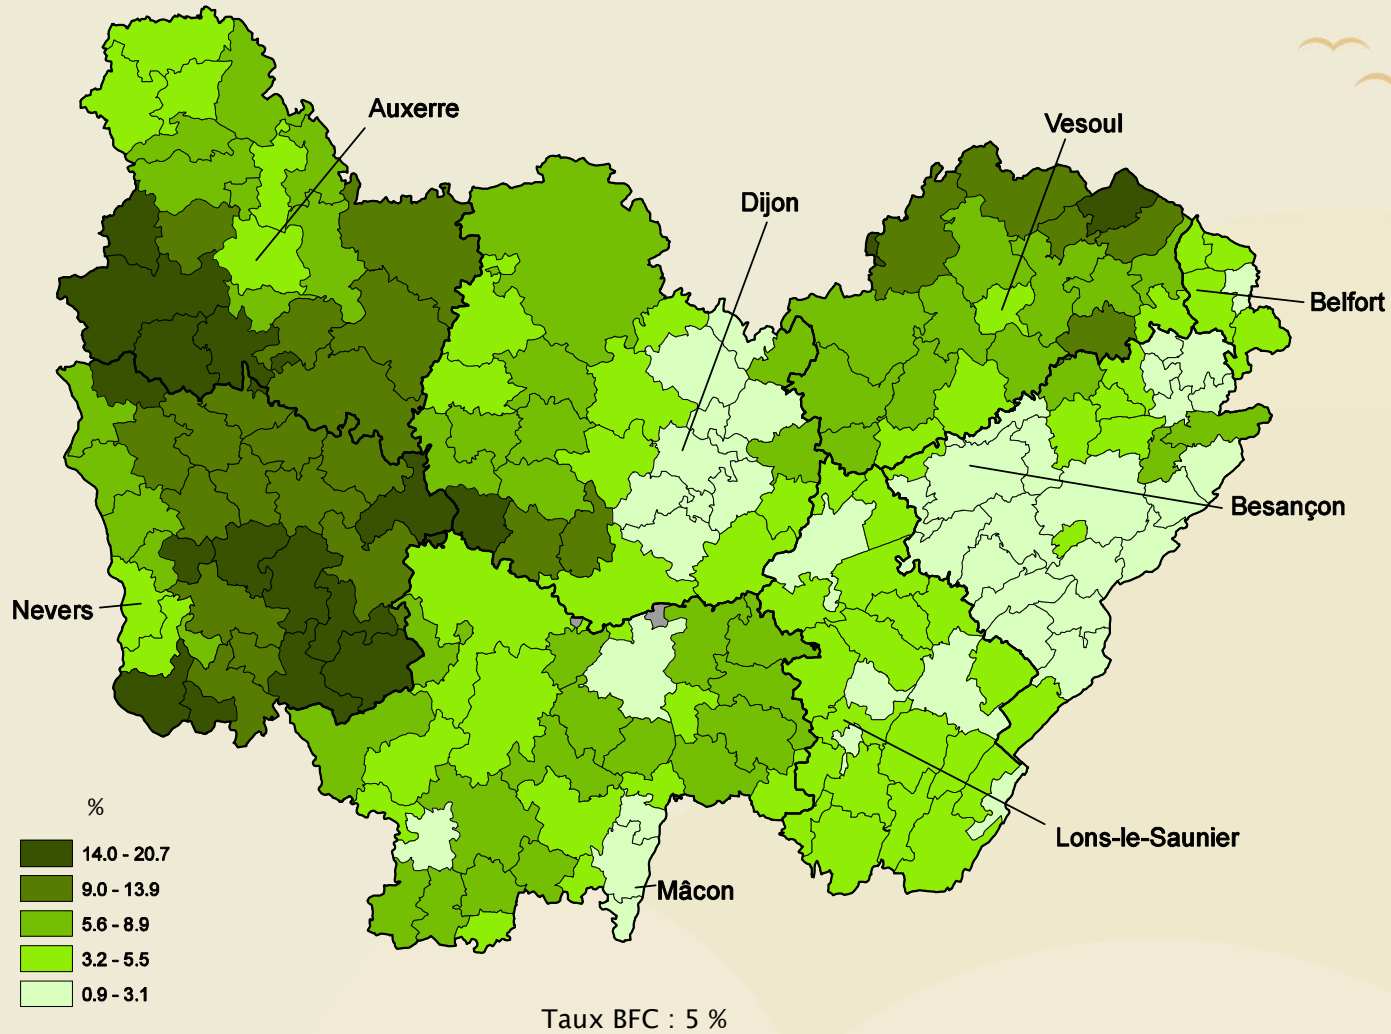 Auxerre
Vesoul
Dijon
Belfort
Besançon
Nevers
Lons-le-Saunier
Mâcon
%
14.0 - 20.7
9.0 - 13.9
5.6 - 8.9
3.2 - 5.5
0.9 - 3.1
Taux BFC : 5 %